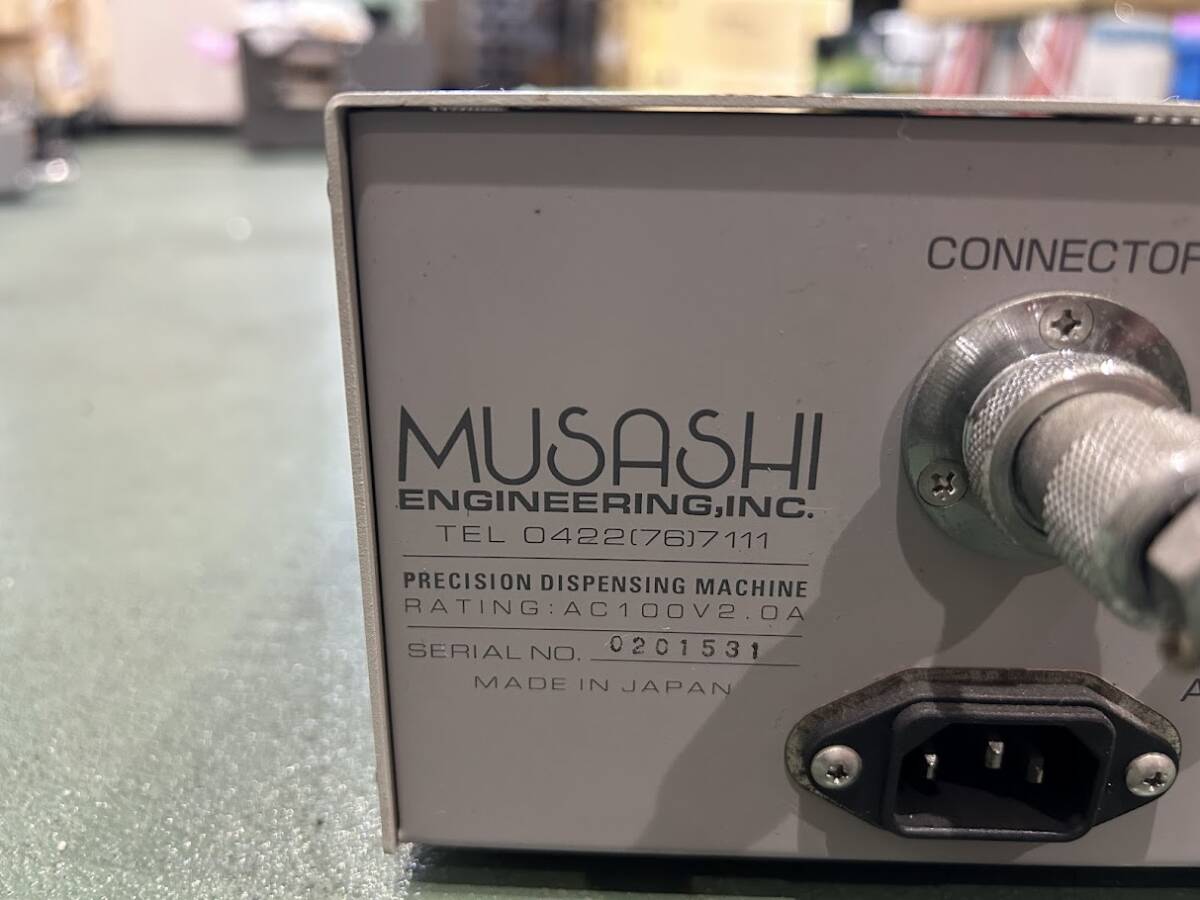 CONNECTOR
MUSASHI
ENGINEERING,INC.
TEL 0422(76)7111
PRECISION DISPENSING MACHINE
RATING:AC100V2.0A
SERIAL NO. 0201531
MADE IN JAPAN
A